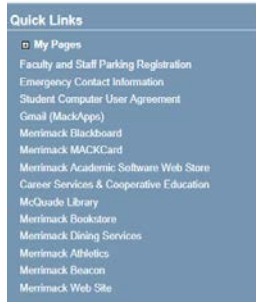 Quick Links
My Pages
Faculty and Staff Parking Registration
Emergency Contact Information
Student Computer User Agreement
Gmail (MackApps)
Merrimack Blackboard
Merrimack MACKCard
Merrimack Academic Software Web Store
Career Services & Cooperative Education
McQuade Library
Merrimack Bookstore
Merrimack Dining Services
Merrimack Athletics
Merrimack Beacon
Merrimack Web Site